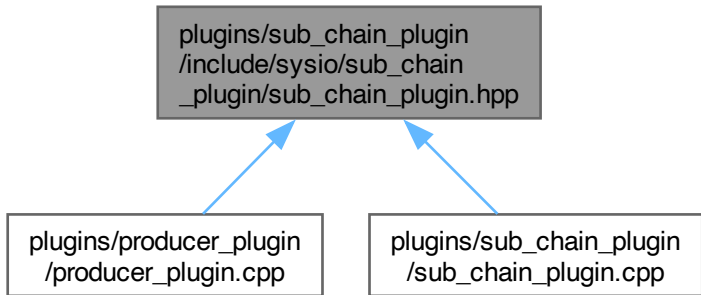 plugins/sub_chain_plugin
/include/sysio/sub_chain
_plugin/sub_chain_plugin.hpp
plugins/producer_plugin
/producer_plugin.cpp
plugins/sub_chain_plugin
/sub_chain_plugin.cpp